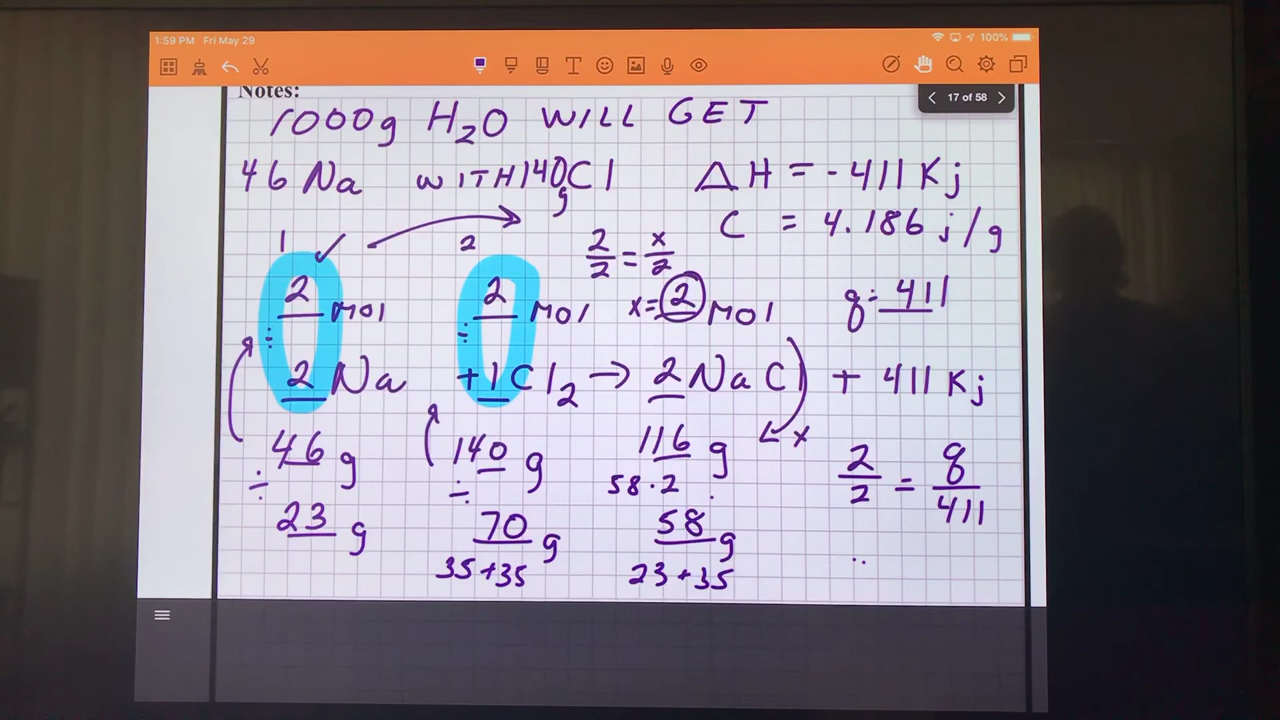 1:59 PM Fri May 29
100%
17 of 58
Notes:
1000g H₂O WILL GET
46 Na WITH 140g Cl
ΔH = -411 Kj
C = 4.186 j/g
1 ✓ 2
2/2 = x/2
2 MOl 2 MOl x = 2 MOl
q = 411
÷ ÷
2 Na + 1 Cl₂ → 2 NaCl + 411 Kj
46 g 140 g 116 g x
÷ ÷ 58·2
2/2 = q/411
23 g 70 g 58 g
35+35 23+35